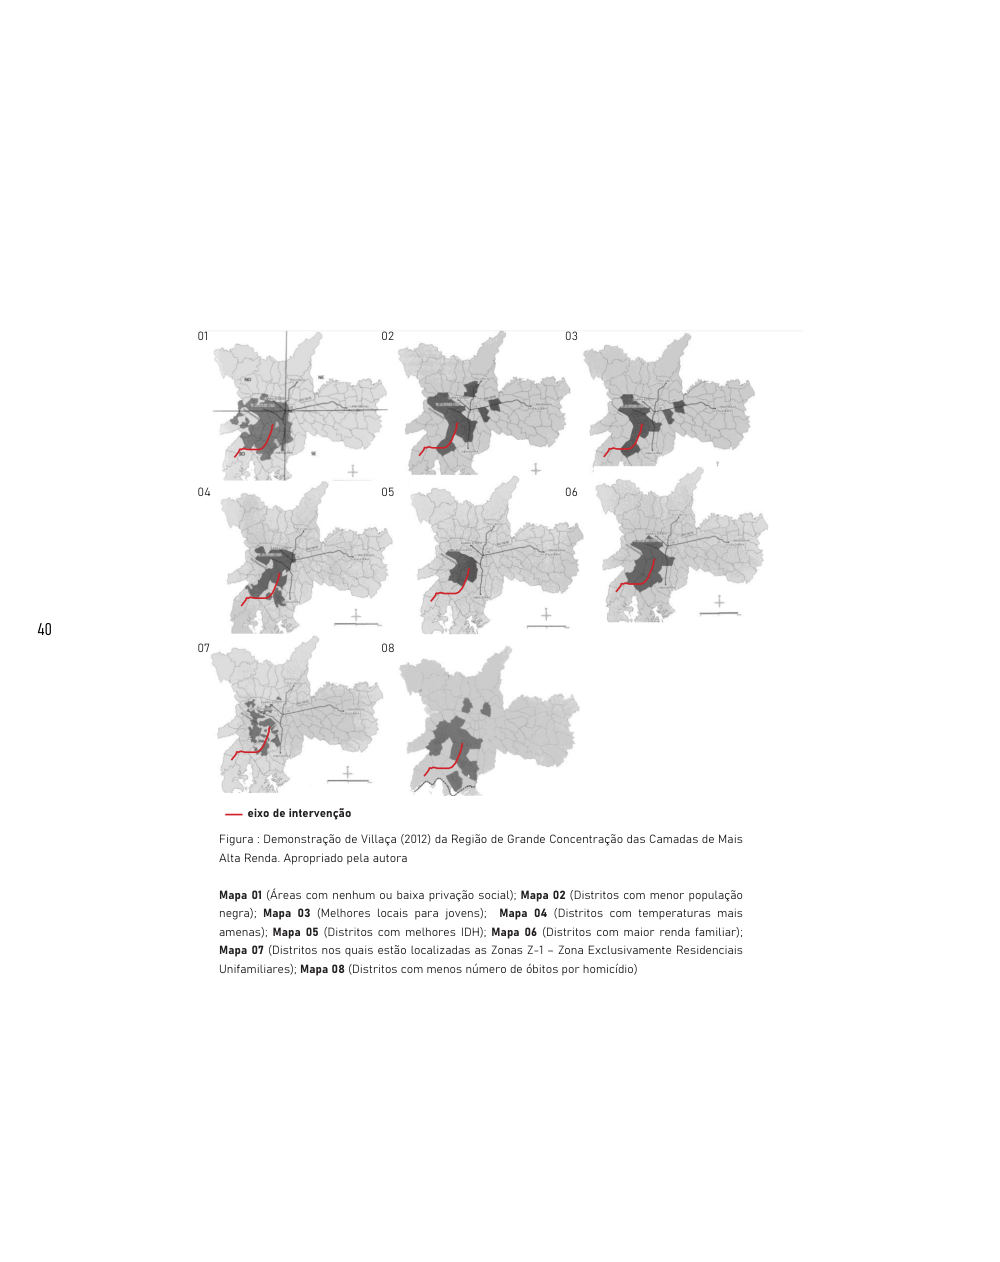 01
02
03
NO
NE
SO
SE
04
05
06
40
07
08
eixo de intervenção
Figura : Demonstração de Villaça (2012) da Região de Grande Concentração das Camadas de Mais
Alta Renda. Apropriado pela autora
Mapa 01 (Áreas com nenhum ou baixa privação social); Mapa 02 (Distritos com menor população
negra); Mapa 03 (Melhores locais para jovens); Mapa 04 (Distritos com temperaturas mais
amenas); Mapa 05 (Distritos com melhores IDH); Mapa 06 (Distritos com maior renda familiar);
Mapa 07 (Distritos nos quais estão localizadas as Zonas Z-1 – Zona Exclusivamente Residenciais
Unifamiliares); Mapa 08 (Distritos com menos número de óbitos por homicídio)